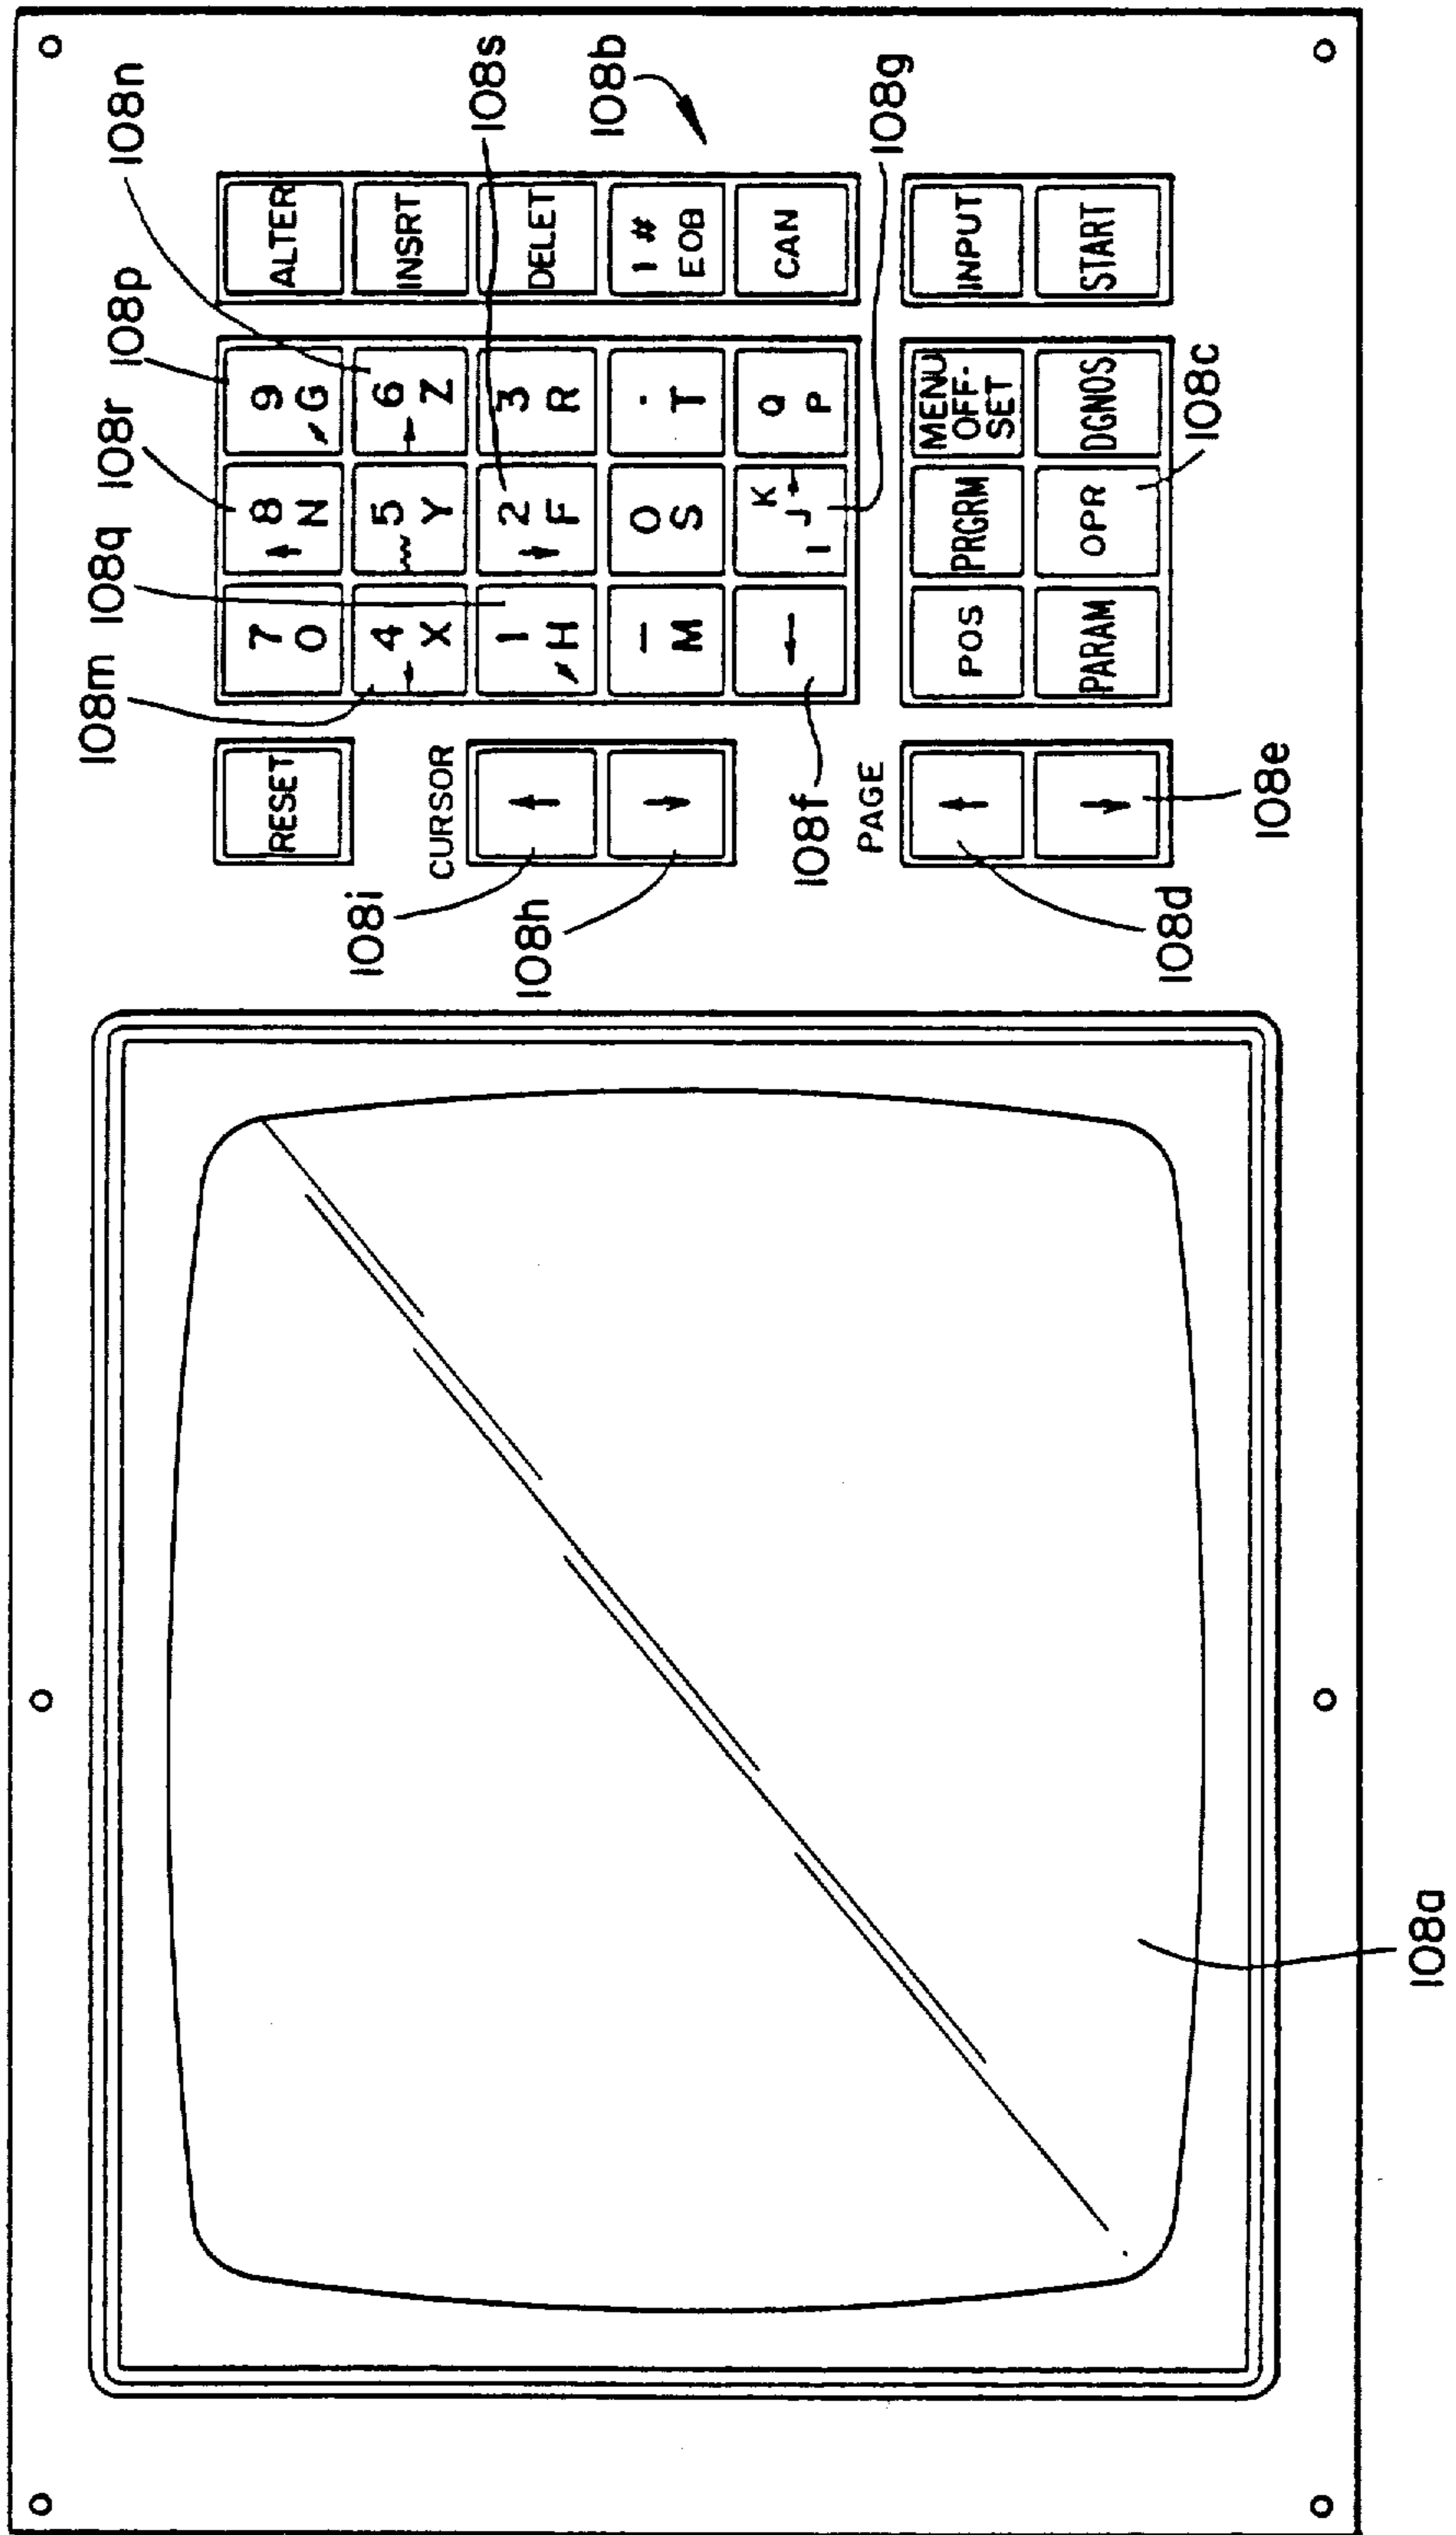 108n
108p
108r
108q
108m
108s
108b
108g
RESET
7 O
8 N
9 G
ALTER
4 X
5 Y
6 Z
INSRT
CURSOR
↑
1 H
2 F
3 R
DELET
↓
— M
0 S
. T
1 #
EOB
←
I J K
Q P
CAN
108i
108h
108f
PAGE
↑
POS
PRGRM
MENU
OFF-
SET
INPUT
↓
PARAM
OPR
DGNOS
START
108d
108e
108c
108a